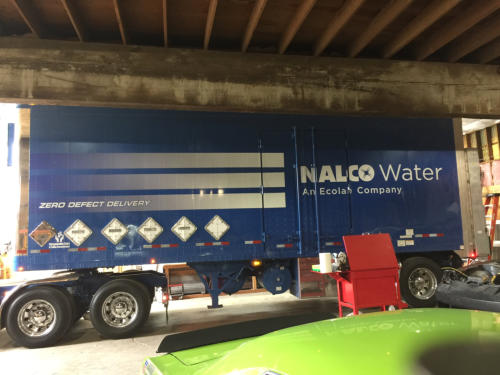 NALCO Water
An Ecolab Company
ZERO DEFECT DELIVERY